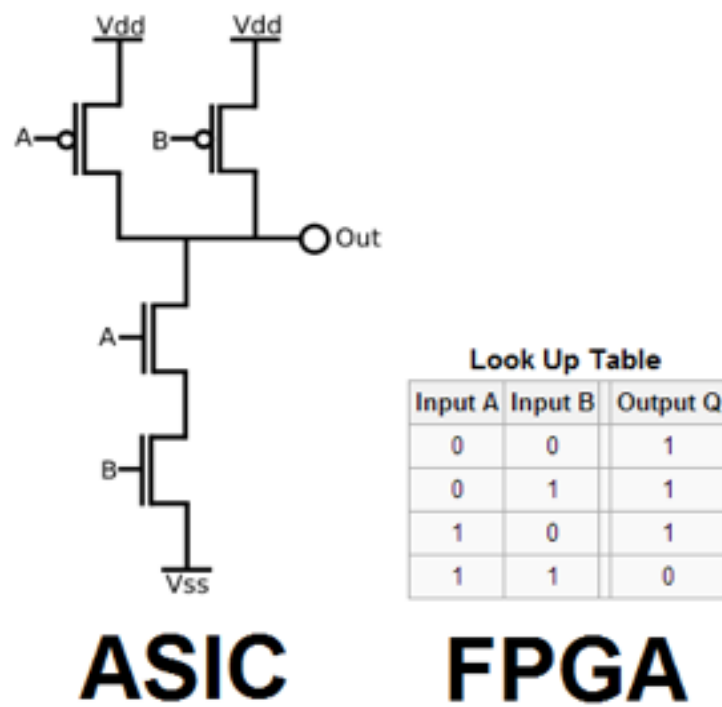 Vdd Vdd
A B
Out
A
B
Vss
Look Up Table
Input A Input B Output Q
0 0 1
0 1 1
1 0 1
1 1 0
ASIC FPGA